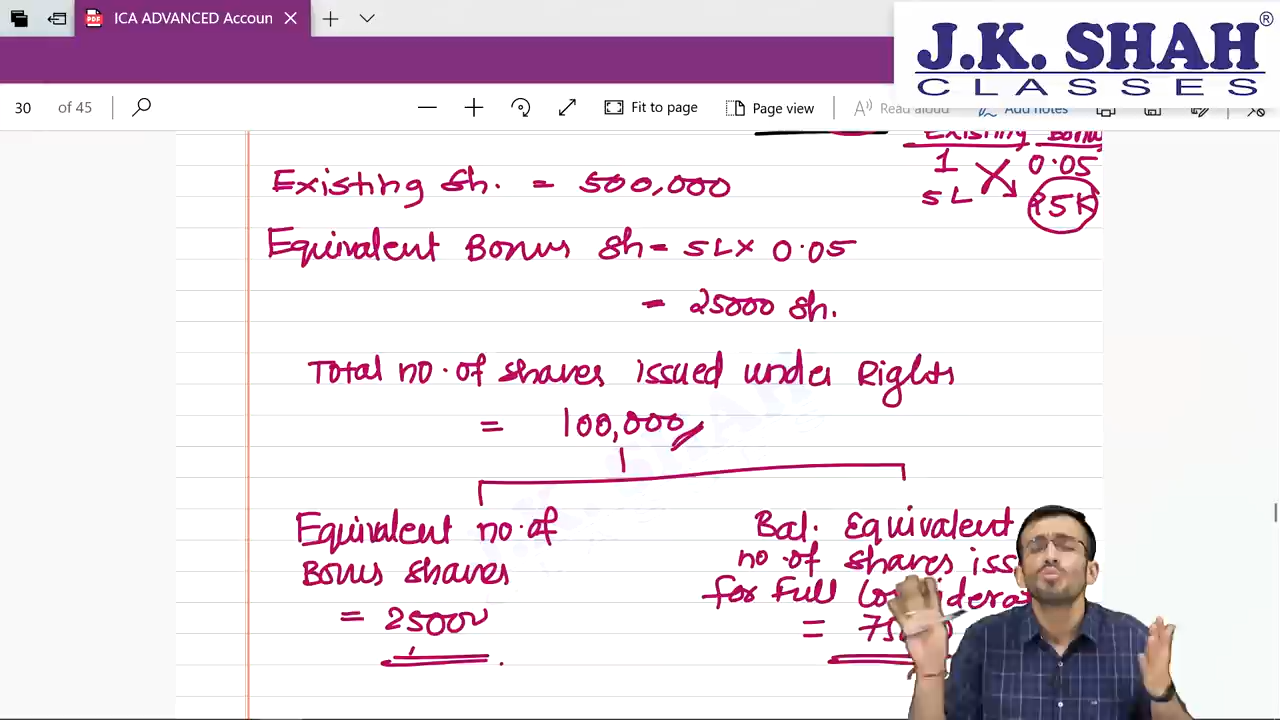 ICA ADVANCED Accoun
J.K. SHAH®
CLASSES
30 of 45
Fit to page
Page view
Read aloud
Add notes
Existing Bonu
1 0.05
5L 25K
Existing Sh. = 500,000
Equivalent Bonus Sh = 5L x 0.05
= 25000 Sh.
Total no. of shares issued under Rights
= 100,000
Equivalent no. of
Bonus shares
= 25000
Bal. Equivalent
no of shares iss
for Full
=